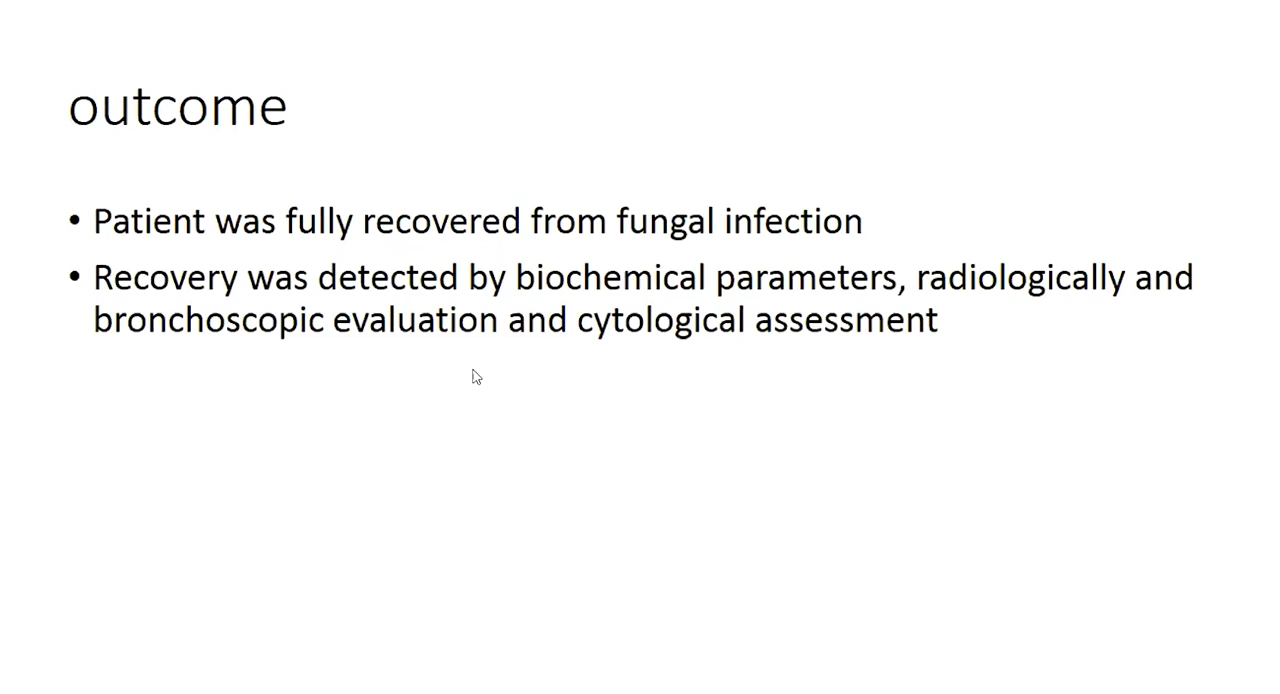 outcome
• Patient was fully recovered from fungal infection
• Recovery was detected by biochemical parameters, radiologically and
bronchoscopic evaluation and cytological assessment